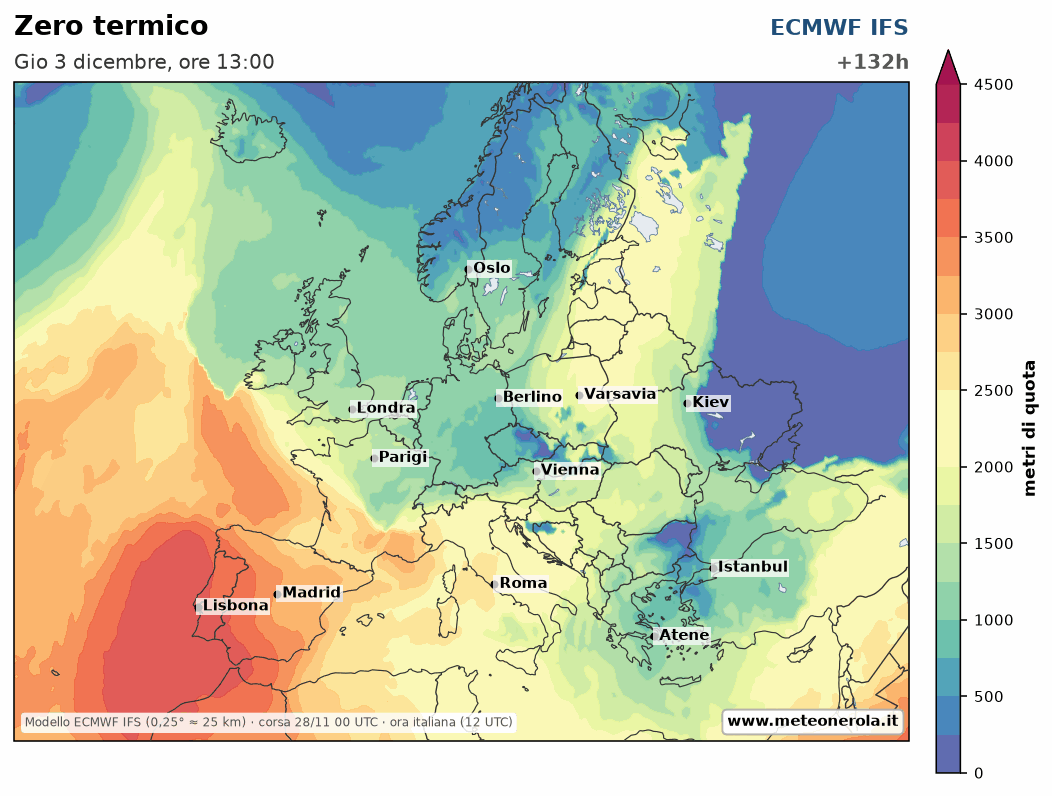 Zero termico
ECMWF IFS
Gio 3 dicembre, ore 13:00
+132h
4500
4000
3500
3000
2500
2000
1500
1000
500
0
metri di quota
Oslo
Berlino
Varsavia
Kiev
Londra
Parigi
Vienna
Istanbul
Roma
Madrid
Lisbona
Atene
Modello ECMWF IFS (0,25° ≈ 25 km) · corsa 28/11 00 UTC · ora italiana (12 UTC)
www.meteonerola.it